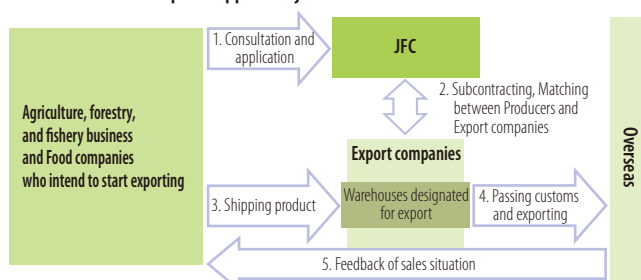 1. Consultation and
application
JFC
2. Subcontracting, Matching
between Producers and
Export companies
Agriculture, forestry,
and fishery business
and Food companies
who intend to start exporting
Export companies
3. Shipping product
Warehouses designated
for export
4. Passing customs
and exporting
5. Feedback of sales situation
Overseas